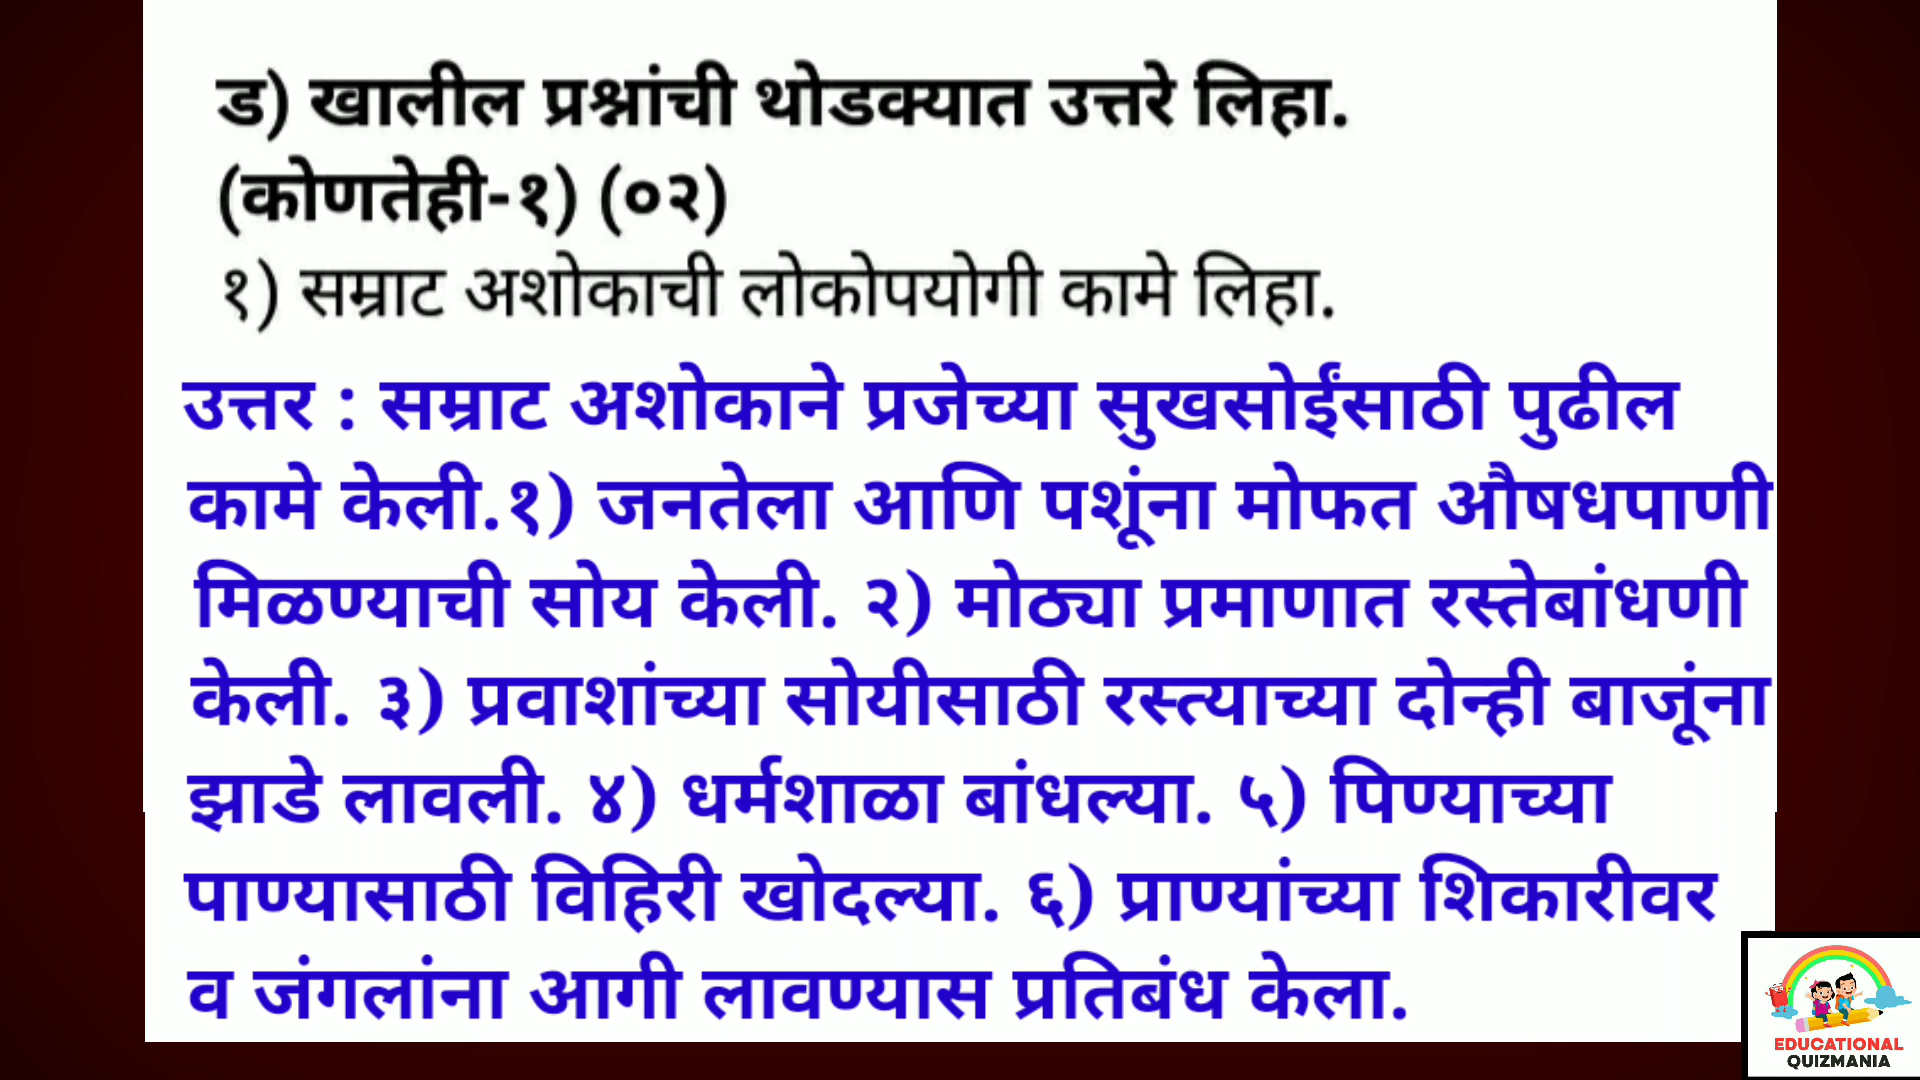 ड) खालील प्रश्नांची थोडक्यात उत्तरे लिहा.
(कोणतेही-१) (०२)
१) सम्राट अशोकाची लोकोपयोगी कामे लिहा.
उत्तर : सम्राट अशोकाने प्रजेच्या सुखसोईंसाठी पुढील
कामे केली.१) जनतेला आणि पशूंना मोफत औषधपाणी
मिळण्याची सोय केली. २) मोठ्या प्रमाणात रस्तेबांधणी
केली. ३) प्रवाशांच्या सोयीसाठी रस्त्याच्या दोन्ही बाजूंना
झाडे लावली. ४) धर्मशाळा बांधल्या. ५) पिण्याच्या
पाण्यासाठी विहिरी खोदल्या. ६) प्राण्यांच्या शिकारीवर
व जंगलांना आगी लावण्यास प्रतिबंध केला.
EDUCATIONAL
QUIZMANIA